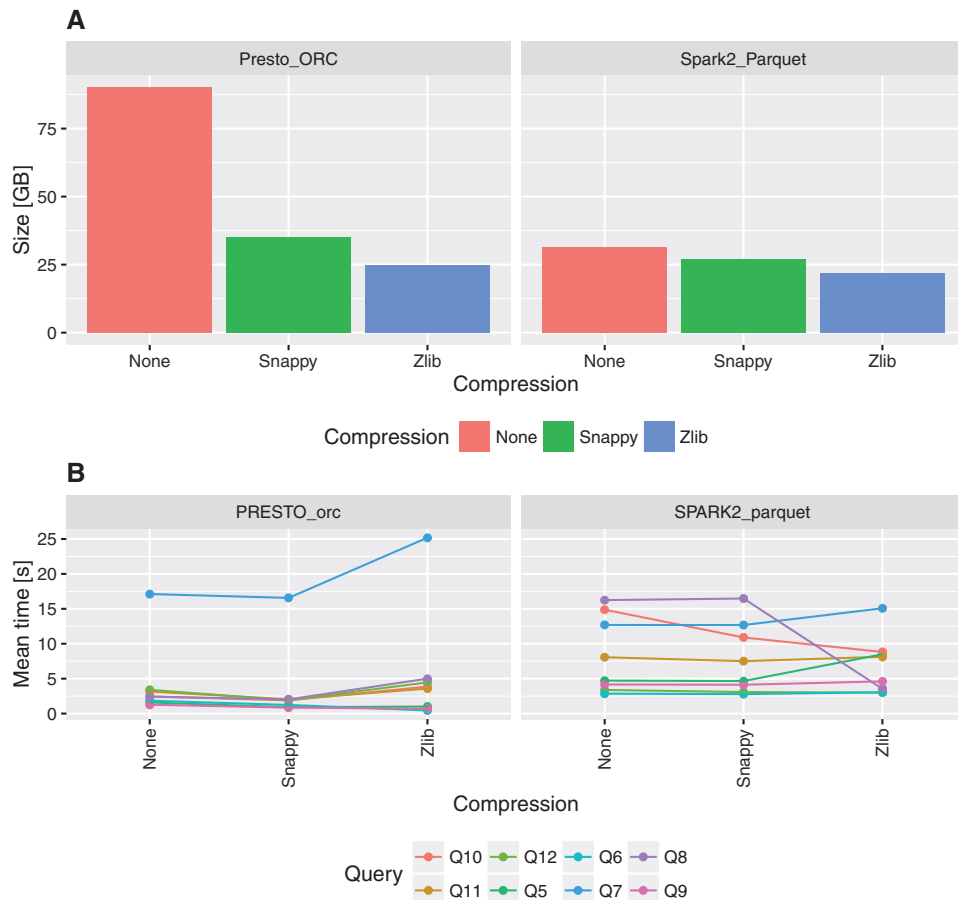 A
Presto_ORC Spark2_Parquet
Size [GB]
75
50
25
0
None Snappy Zlib None Snappy Zlib
Compression
Compression None Snappy Zlib
B
PRESTO_orc SPARK2_parquet
Mean time [s]
25
20
15
10
5
0
None Snappy Zlib None Snappy Zlib
Compression
Query
Q10 Q12 Q6 Q8
Q11 Q5 Q7 Q9